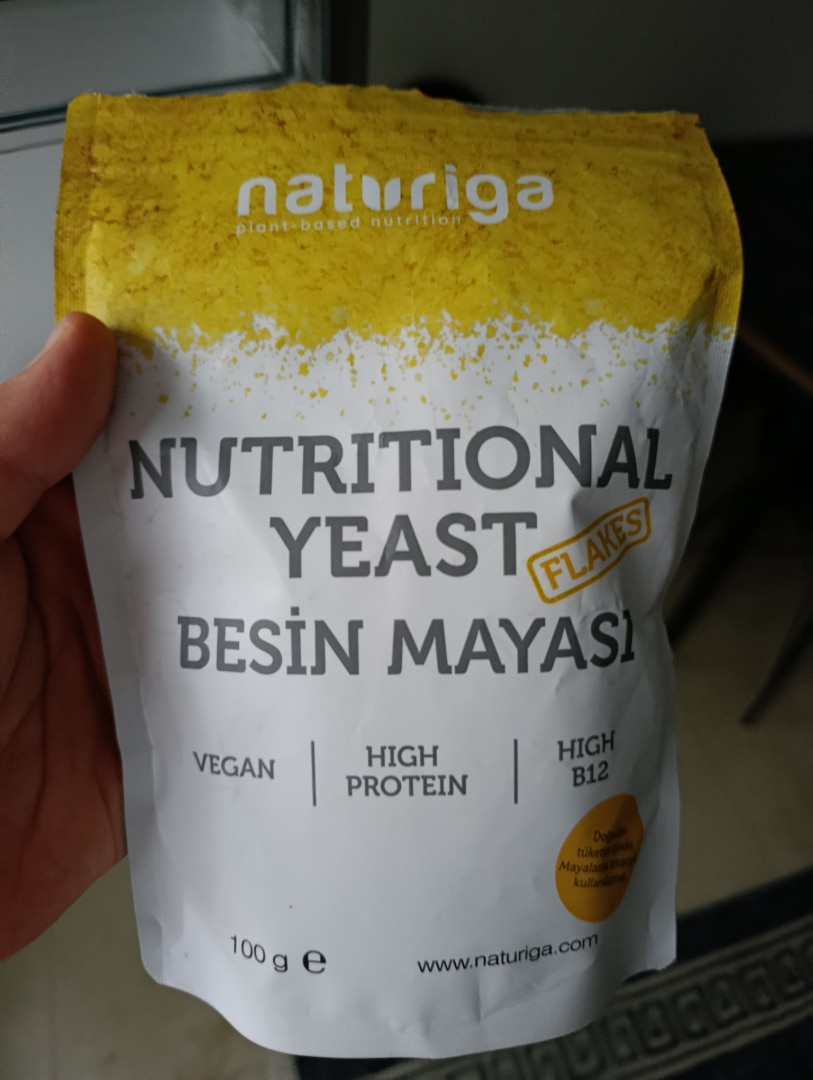 naturiga
plant-based nutrition
NUTRITIONAL
YEAST
FLAKES
BESİN MAYASI
VEGAN
HIGH
PROTEIN
HIGH
B12
100 g ℮
www.naturiga.com